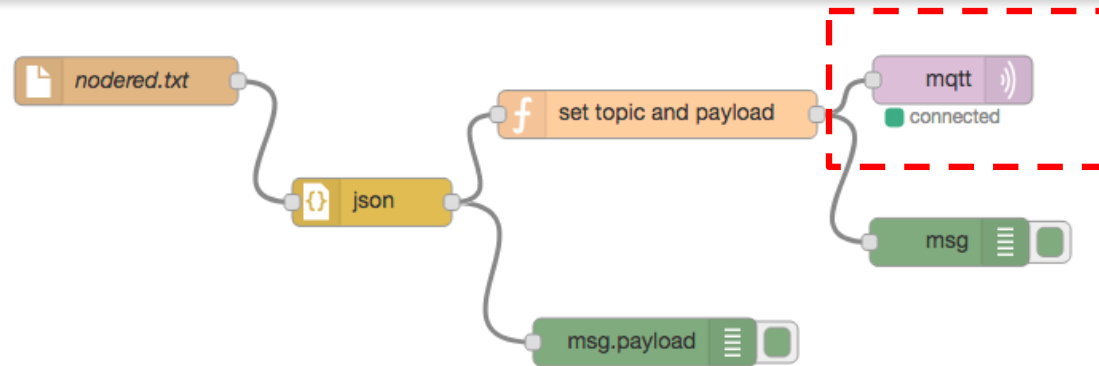 nodered.txt
mqtt
set topic and payload
connected
json
msg
msg.payload